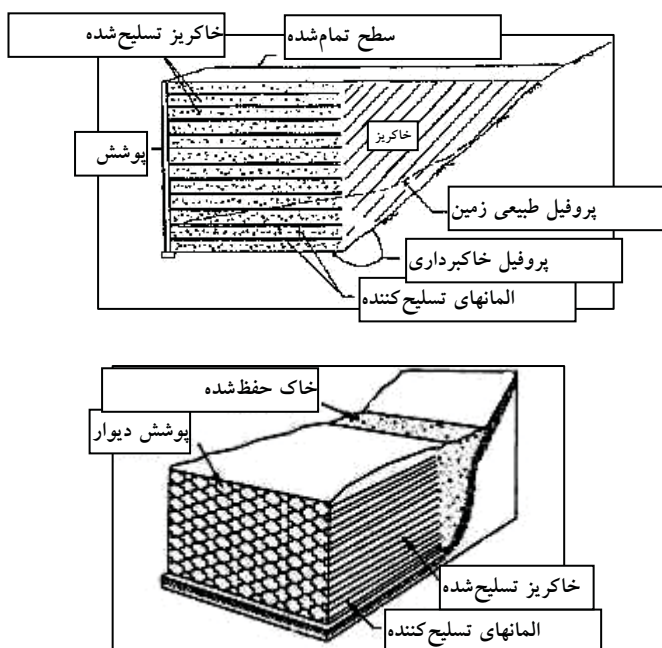 خاکریز تسلیح‌شده
سطح تمام‌شده
خاکریز
پوشش
پروفیل طبیعی زمین
پروفیل خاکبرداری
المانهای تسلیح‌کننده
خاک حفظ‌شده
پوشش دیوار
خاکریز تسلیح‌شده
المانهای تسلیح‌کننده